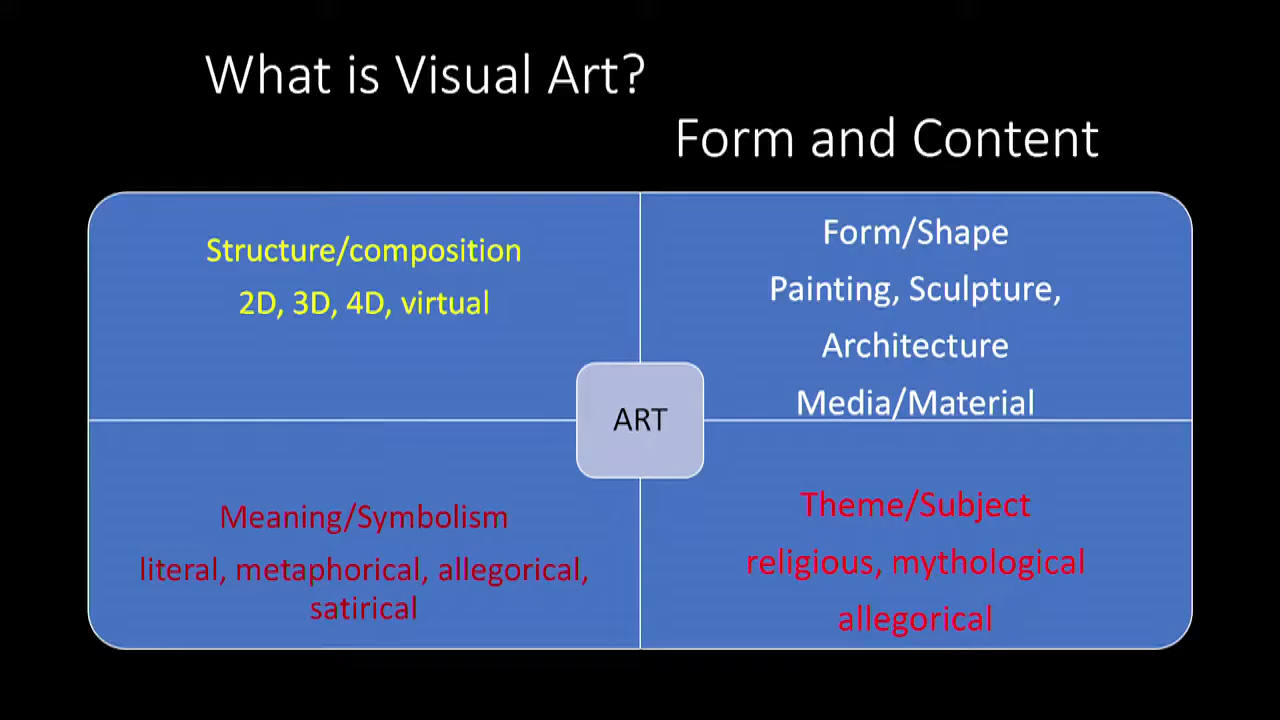 What is Visual Art?
Form and Content
Structure/composition
2D, 3D, 4D, virtual
Form/Shape
Painting, Sculpture,
Architecture
Media/Material
ART
Meaning/Symbolism
literal, metaphorical, allegorical,
satirical
Theme/Subject
religious, mythological
allegorical